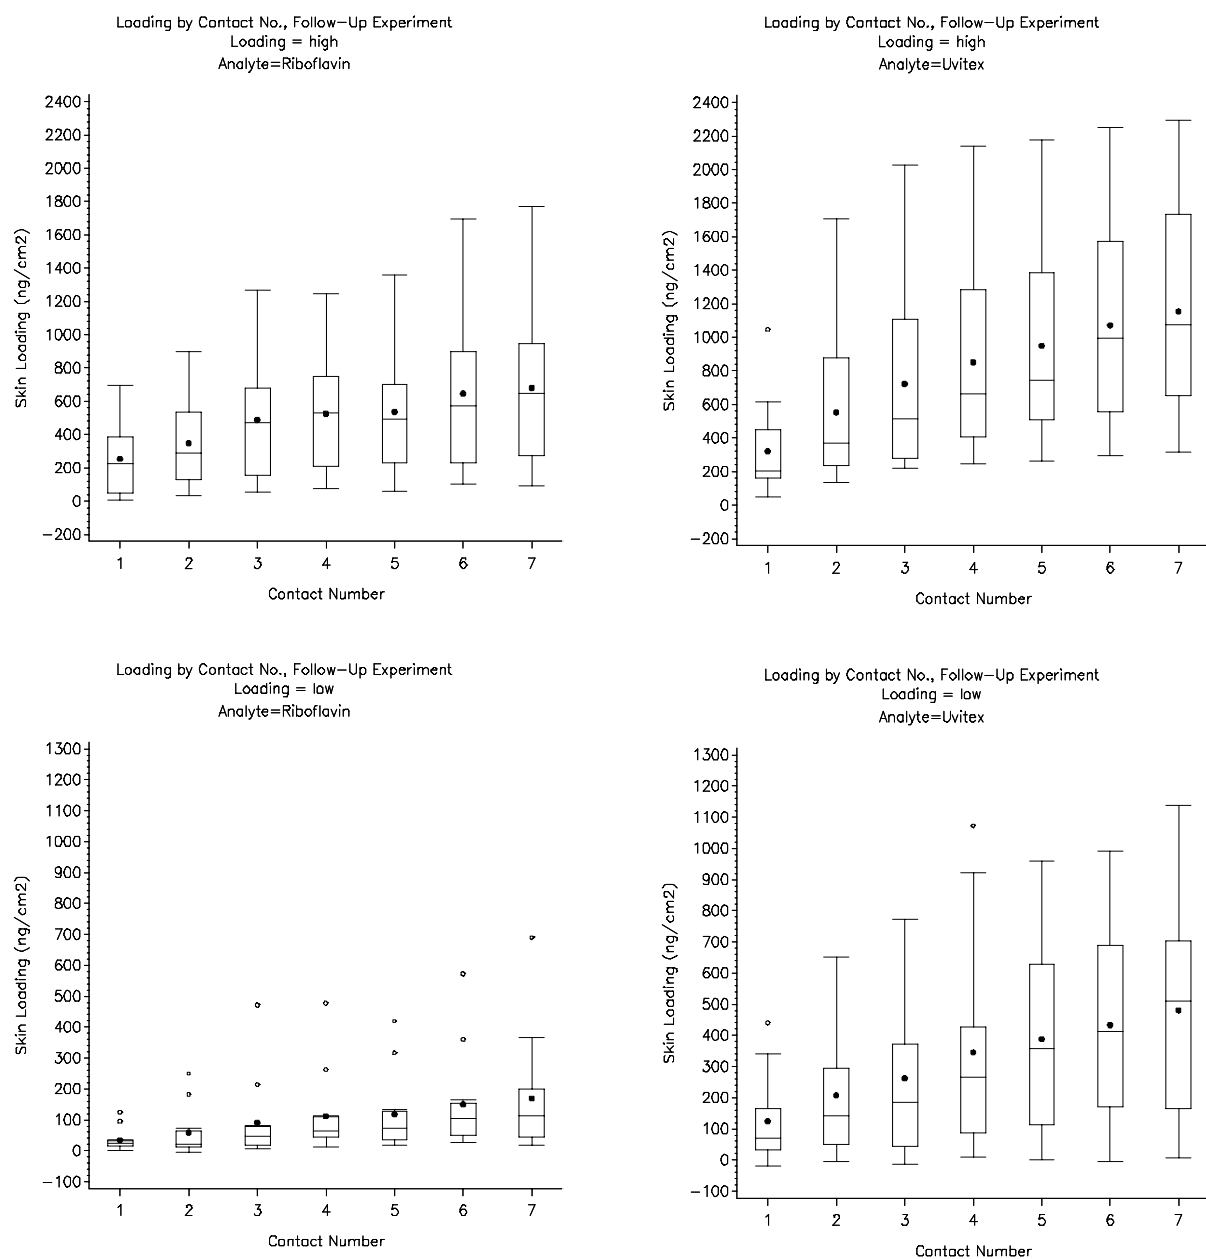 Loading by Contact No., Follow-Up Experiment
Loading = high
Analyte=Riboflavin
2400
2200
2000
1800
1600
1400
1200
1000
800
600
400
200
0
-200
Skin Loading (ng/cm2)
1 2 3 4 5 6 7
Contact Number
Loading by Contact No., Follow-Up Experiment
Loading = high
Analyte=Uvitex
2400
2200
2000
1800
1600
1400
1200
1000
800
600
400
200
0
-200
Skin Loading (ng/cm2)
1 2 3 4 5 6 7
Contact Number
Loading by Contact No., Follow-Up Experiment
Loading = low
Analyte=Riboflavin
1300
1200
1100
1000
900
800
700
600
500
400
300
200
100
0
-100
Skin Loading (ng/cm2)
1 2 3 4 5 6 7
Contact Number
Loading by Contact No., Follow-Up Experiment
Loading = low
Analyte=Uvitex
1300
1200
1100
1000
900
800
700
600
500
400
300
200
100
0
-100
Skin Loading (ng/cm2)
1 2 3 4 5 6 7
Contact Number